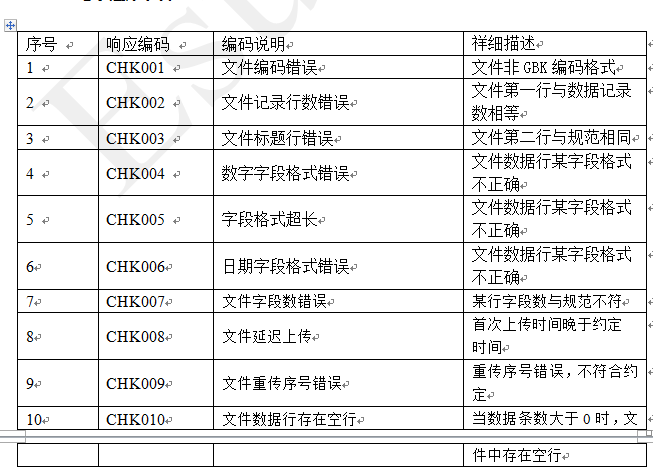 序号 响应编码 编码说明 祥细描述
1 CHK001 文件编码错误 文件非 GBK 编码格式
2 CHK002 文件记录行数错误 文件第一行与数据记录
数相等
3 CHK003 文件标题行错误 文件第二行与规范相同
4 CHK004 数字字段格式错误 文件数据行某字段格式
不正确
5 CHK005 字段格式超长 文件数据行某字段格式
不正确
6 CHK006 日期字段格式错误 文件数据行某字段格式
不正确
7 CHK007 文件字段数错误 某行字段数与规范不符
8 CHK008 文件延迟上传 首次上传时间晚于约定
时间
9 CHK009 文件重传序号错误 重传序号错误，不符合约
定
10 CHK010 文件数据行存在空行 当数据条数大于 0 时，文
件中存在空行